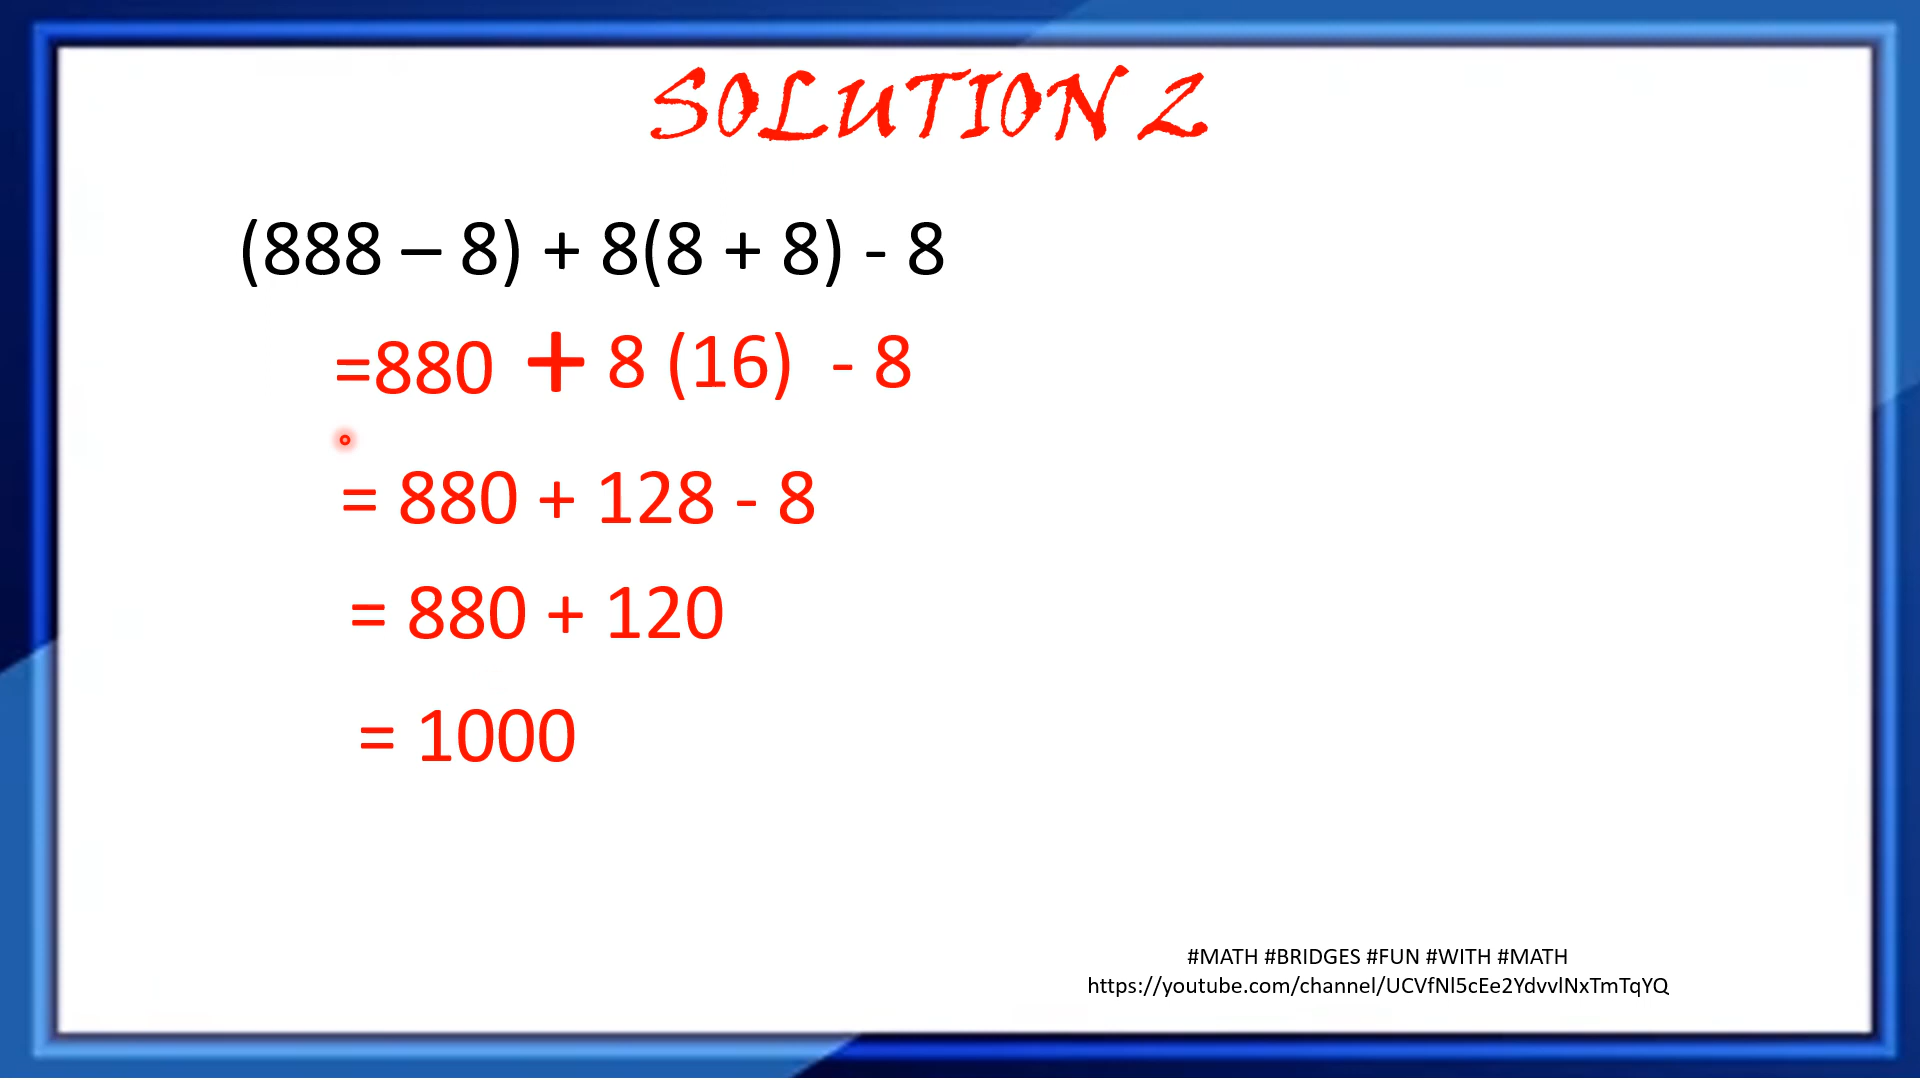 SOLUTION 2
(888 – 8) + 8(8 + 8) - 8
=880 + 8 (16) - 8
= 880 + 128 - 8
= 880 + 120
= 1000
#MATH #BRIDGES #FUN #WITH #MATH
https://youtube.com/channel/UCVfNl5cEe2YdvvlNxTmTqYQ